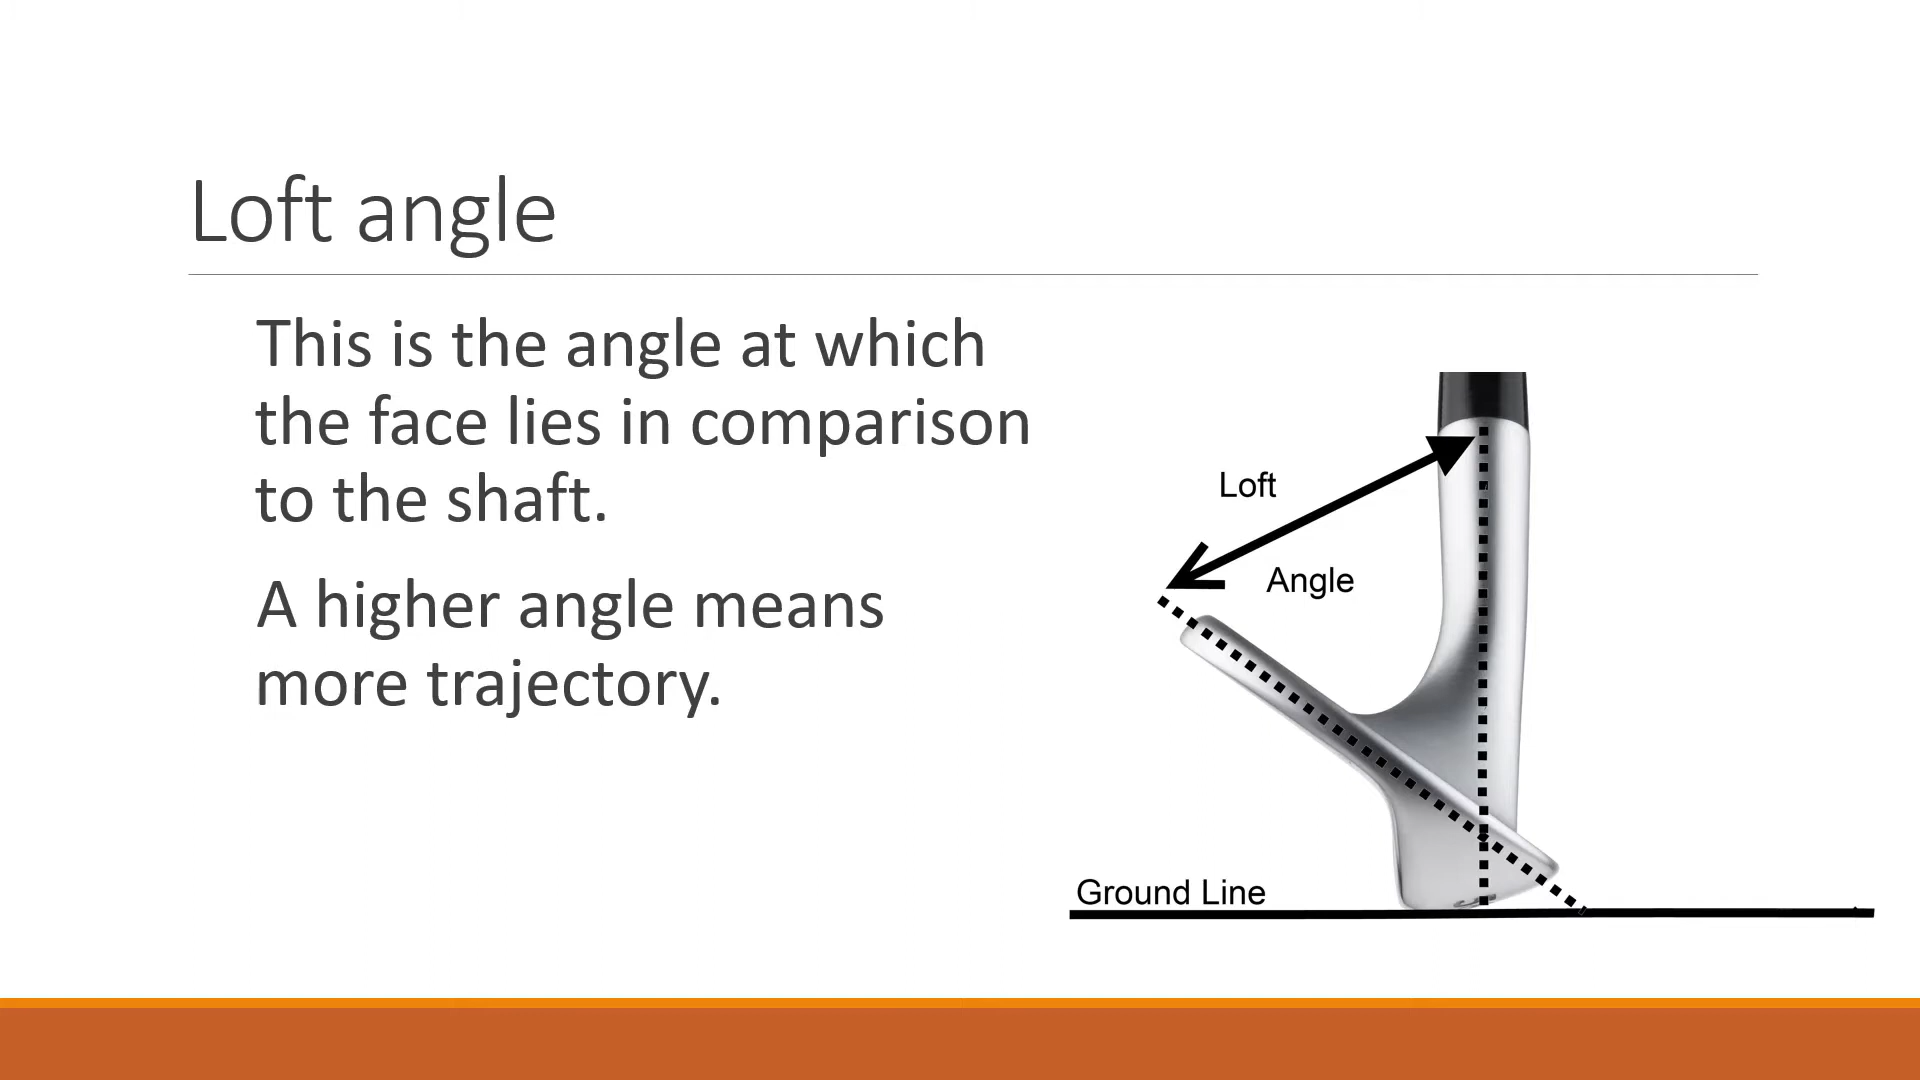 Loft angle
This is the angle at which
the face lies in comparison
to the shaft.
A higher angle means
more trajectory.
Loft
Angle
Ground Line